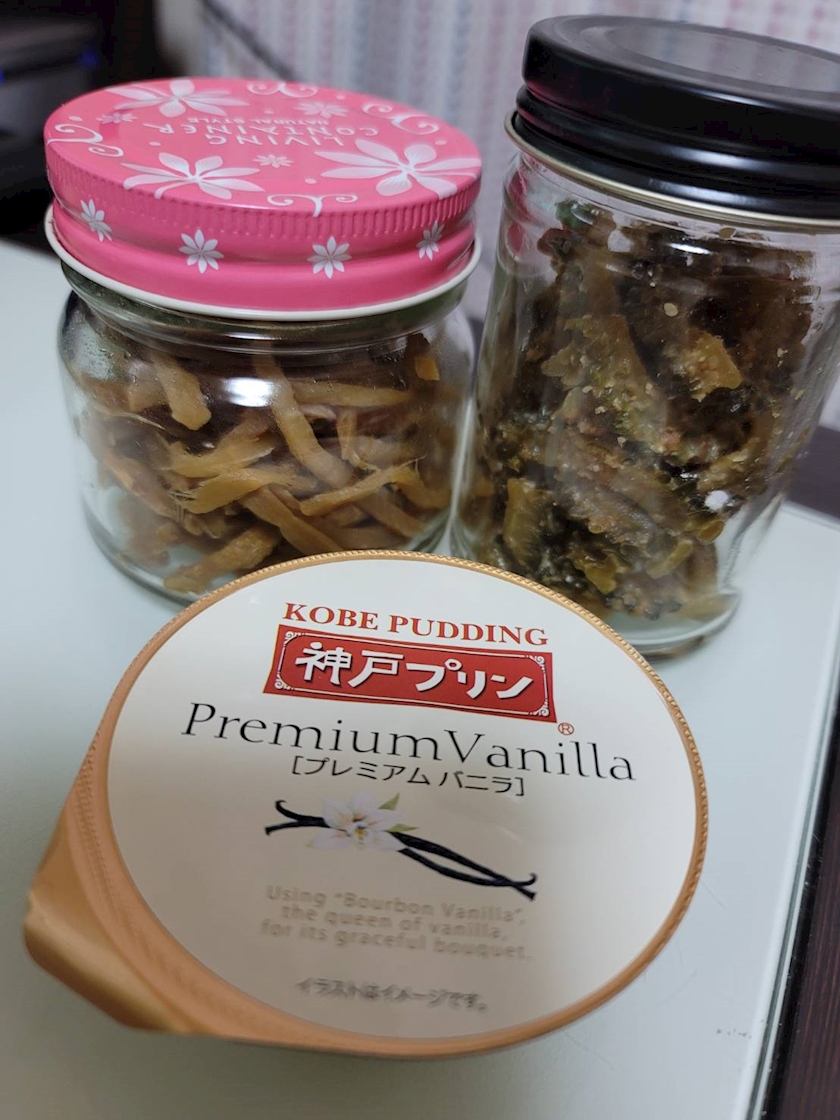 LIVING
CONTAINER
NATURAL STYLE
KOBE PUDDING
神戸プリン
®
PremiumVanilla
[プレミアム バニラ]
Using "Bourbon Vanilla",
the queen of vanilla,
for its graceful bouquet.
イラストはイメージです。